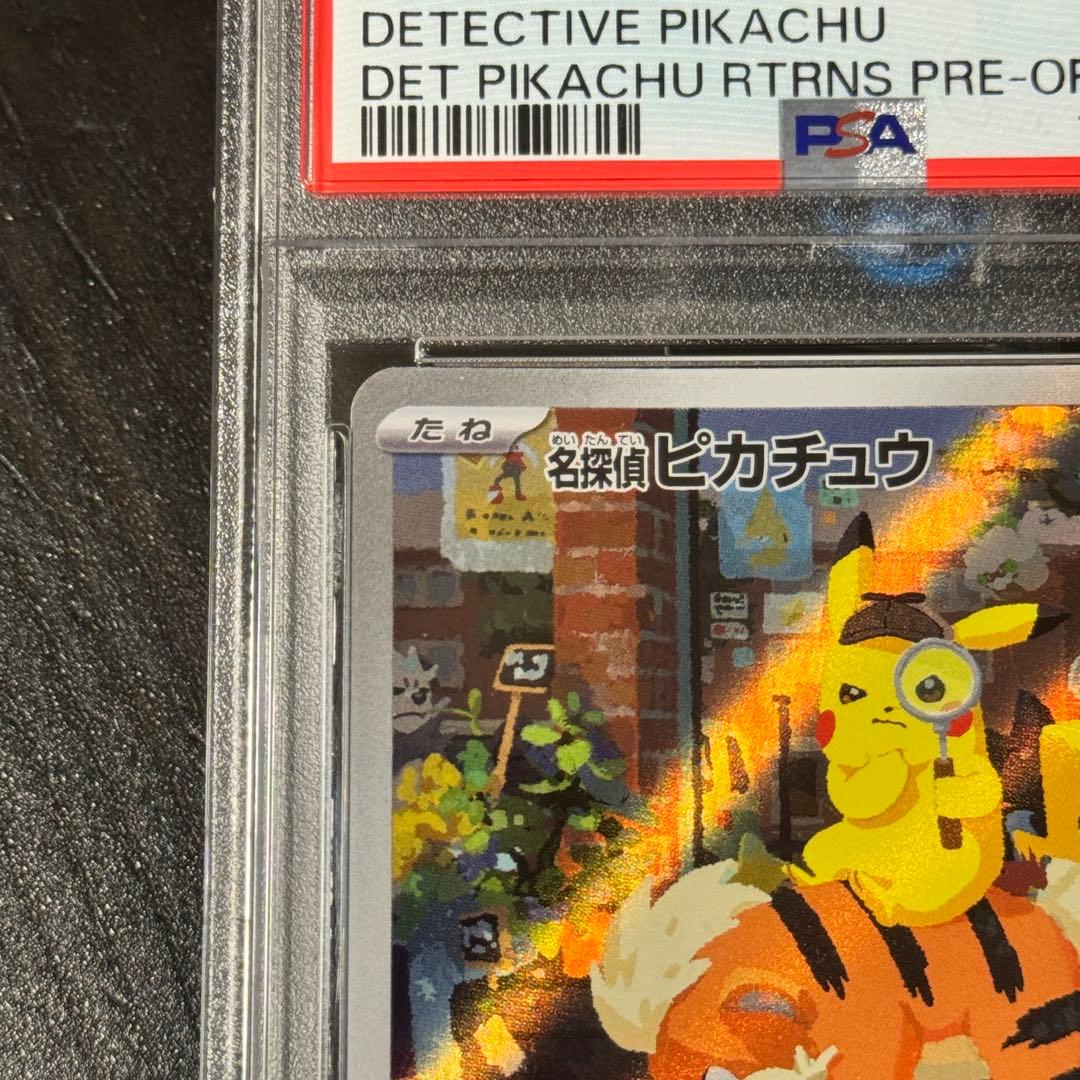 DETECTIVE PIKACHU
DET PIKACHU RTRNS PRE-OR
PSA
たね
めいたんてい
名探偵ピカチュウ